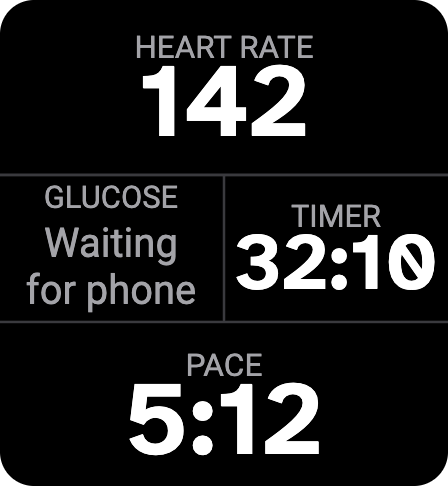 HEART RATE
142
GLUCOSE
Waiting
for phone
TIMER
32:10
PACE
5:12